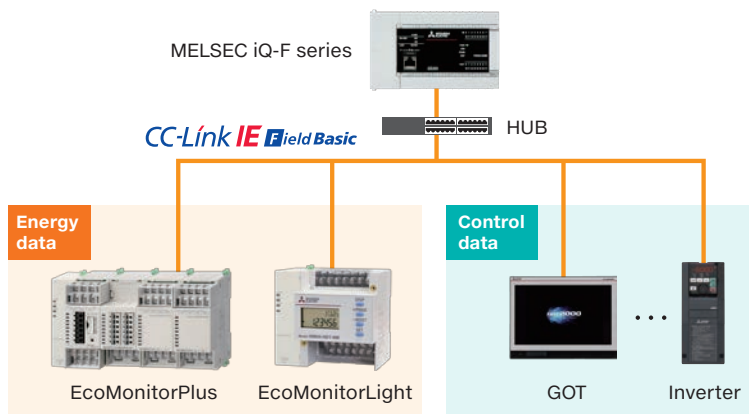 MELSEC iQ-F series
HUB
CC-Link IE Field Basic
Energy
data
Control
data
EcoMonitorPlus
EcoMonitorLight
GOT
Inverter